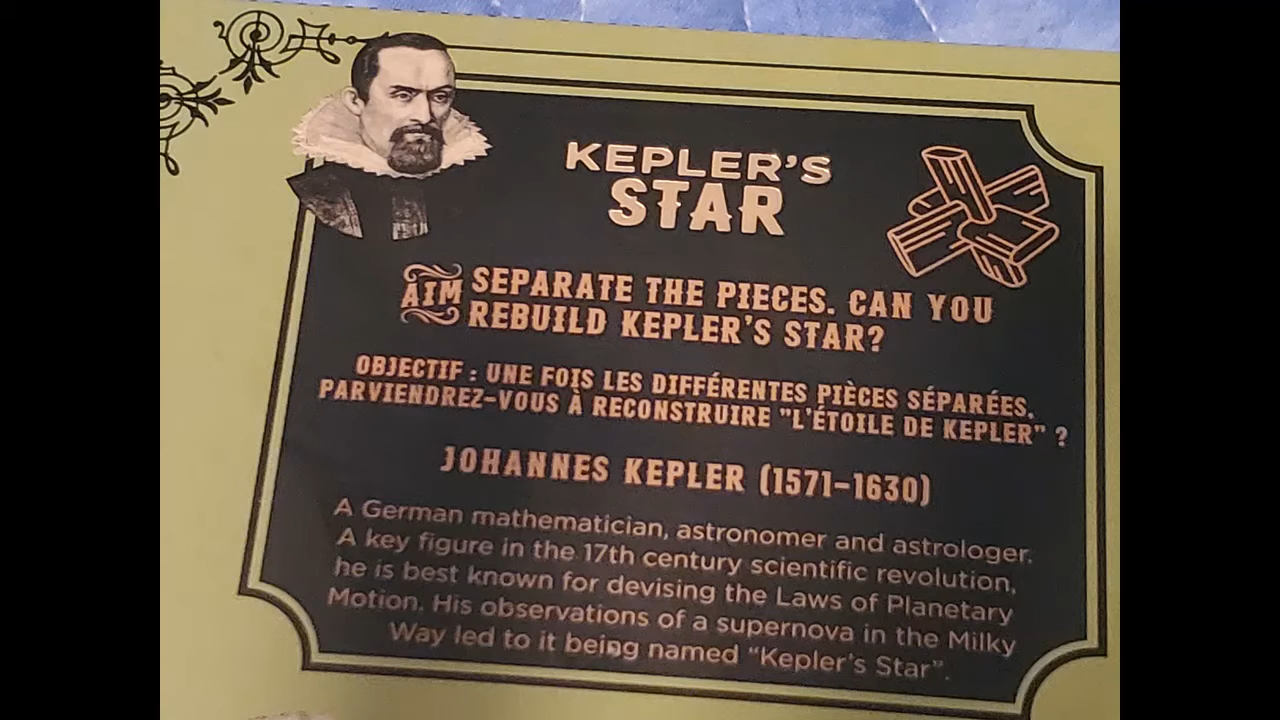 KEPLER'S
STAR
AIM SEPARATE THE PIECES. CAN YOU
REBUILD KEPLER'S STAR?
OBJECTIF : UNE FOIS LES DIFFÉRENTES PIÈCES SÉPARÉES,
PARVIENDREZ-VOUS À RECONSTRUIRE "L'ÉTOILE DE KEPLER" ?
JOHANNES KEPLER (1571-1630)
A German mathematician, astronomer and astrologer.
A key figure in the 17th century scientific revolution,
he is best known for devising the Laws of Planetary
Motion. His observations of a supernova in the Milky
Way led to it being named “Kepler's Star”.